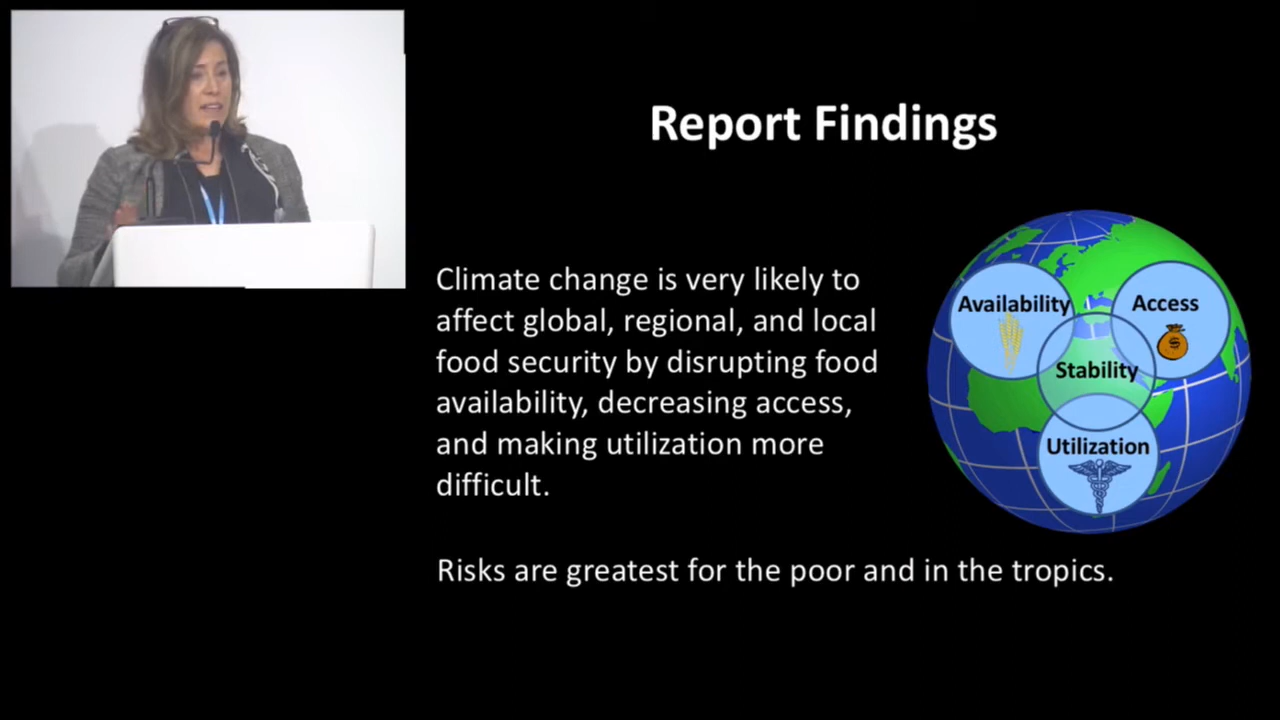 Report Findings
Climate change is very likely to
affect global, regional, and local
food security by disrupting food
availability, decreasing access,
and making utilization more
difficult.
Availability
Access
Stability
Utilization
Risks are greatest for the poor and in the tropics.